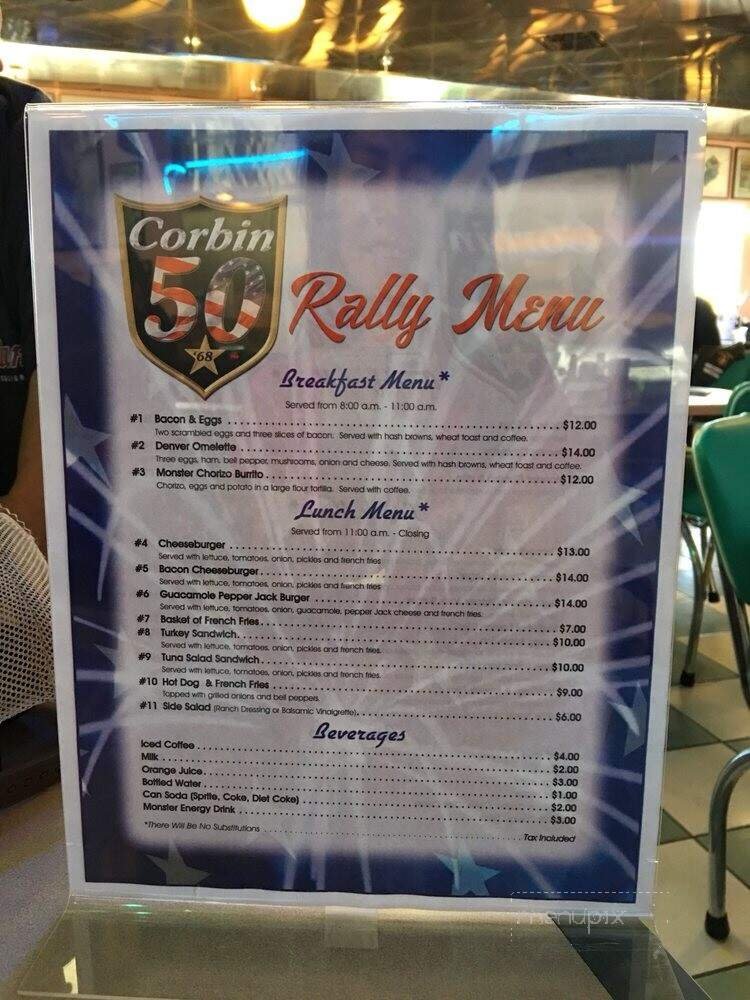 Corbin
50
'68
Rally Menu
Breakfast Menu*
Served from 8:00 a.m. - 11:00 a.m.
#1 Bacon & Eggs $12.00
Two scrambled eggs and three slices of bacon. Served with hash browns, wheat toast and coffee.
#2 Denver Omelette $14.00
Three eggs, ham, bell pepper, mushrooms, onion and cheese. Served with hash browns, wheat toast and coffee.
#3 Monster Chorizo Burrito $12.00
Chorizo, eggs and potato in a large flour tortilla. Served with coffee.
Lunch Menu*
Served from 11:00 a.m. - Closing
#4 Cheeseburger $13.00
Served with lettuce, tomatoes, onion, pickles and french fries
#5 Bacon Cheeseburger $14.00
Served with lettuce, tomatoes, onion, pickles and french fries.
#6 Guacamole Pepper Jack Burger $14.00
Served with lettuce, tomatoes, onion, guacamole, pepper Jack cheese and french fries.
#7 Basket of French Fries $7.00
#8 Turkey Sandwich $10.00
Served with lettuce, tomatoes, onion, pickles and french fries.
#9 Tuna Salad Sandwich $10.00
Served with lettuce, tomatoes, onion, pickles and french fries.
#10 Hot Dog & French Fries $9.00
Topped with grilled onions and bell peppers.
#11 Side Salad (Ranch Dressing or Balsamic Vinaigrette) $6.00
Beverages
Iced Coffee $4.00
Milk $2.00
Orange Juice $3.00
Bottled Water $1.00
Can Soda (Sprite, Coke, Diet Coke) $2.00
Monster Energy Drink $3.00
*There Will Be No Substitutions Tax Included
menupix